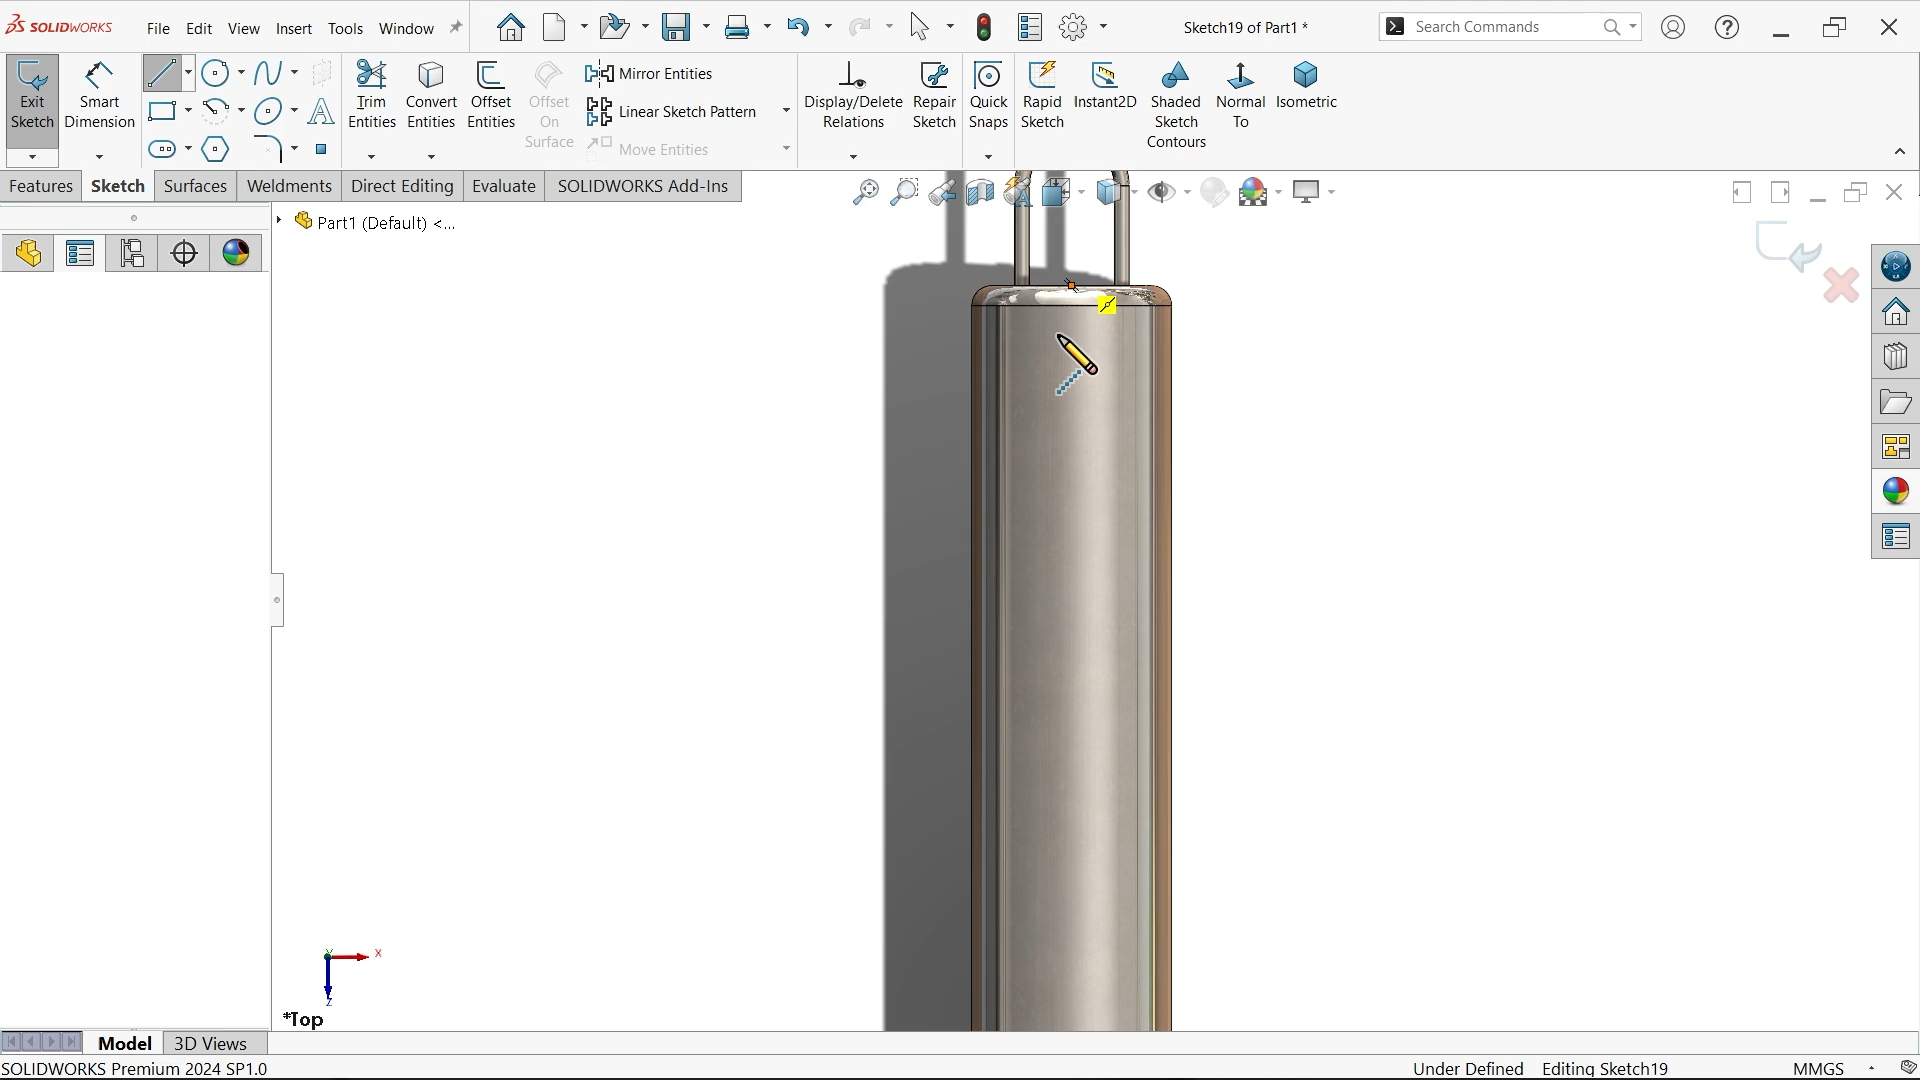 SOLIDWORKS File Edit View Insert Tools Window Sketch19 of Part1 * Search Commands
Exit Sketch
Smart Dimension
Trim Entities
Convert Entities
Offset Entities
Offset On Surface
Mirror Entities
Linear Sketch Pattern
Move Entities
Display/Delete Relations
Repair Sketch
Quick Snaps
Rapid Sketch
Instant2D
Shaded Sketch Contours
Normal To
Isometric
Features Sketch Surfaces Weldments Direct Editing Evaluate SOLIDWORKS Add-Ins
Part1 (Default) <...
Y
X
Z
*Top
Model 3D Views
SOLIDWORKS Premium 2024 SP1.0 Under Defined Editing Sketch19 MMGS